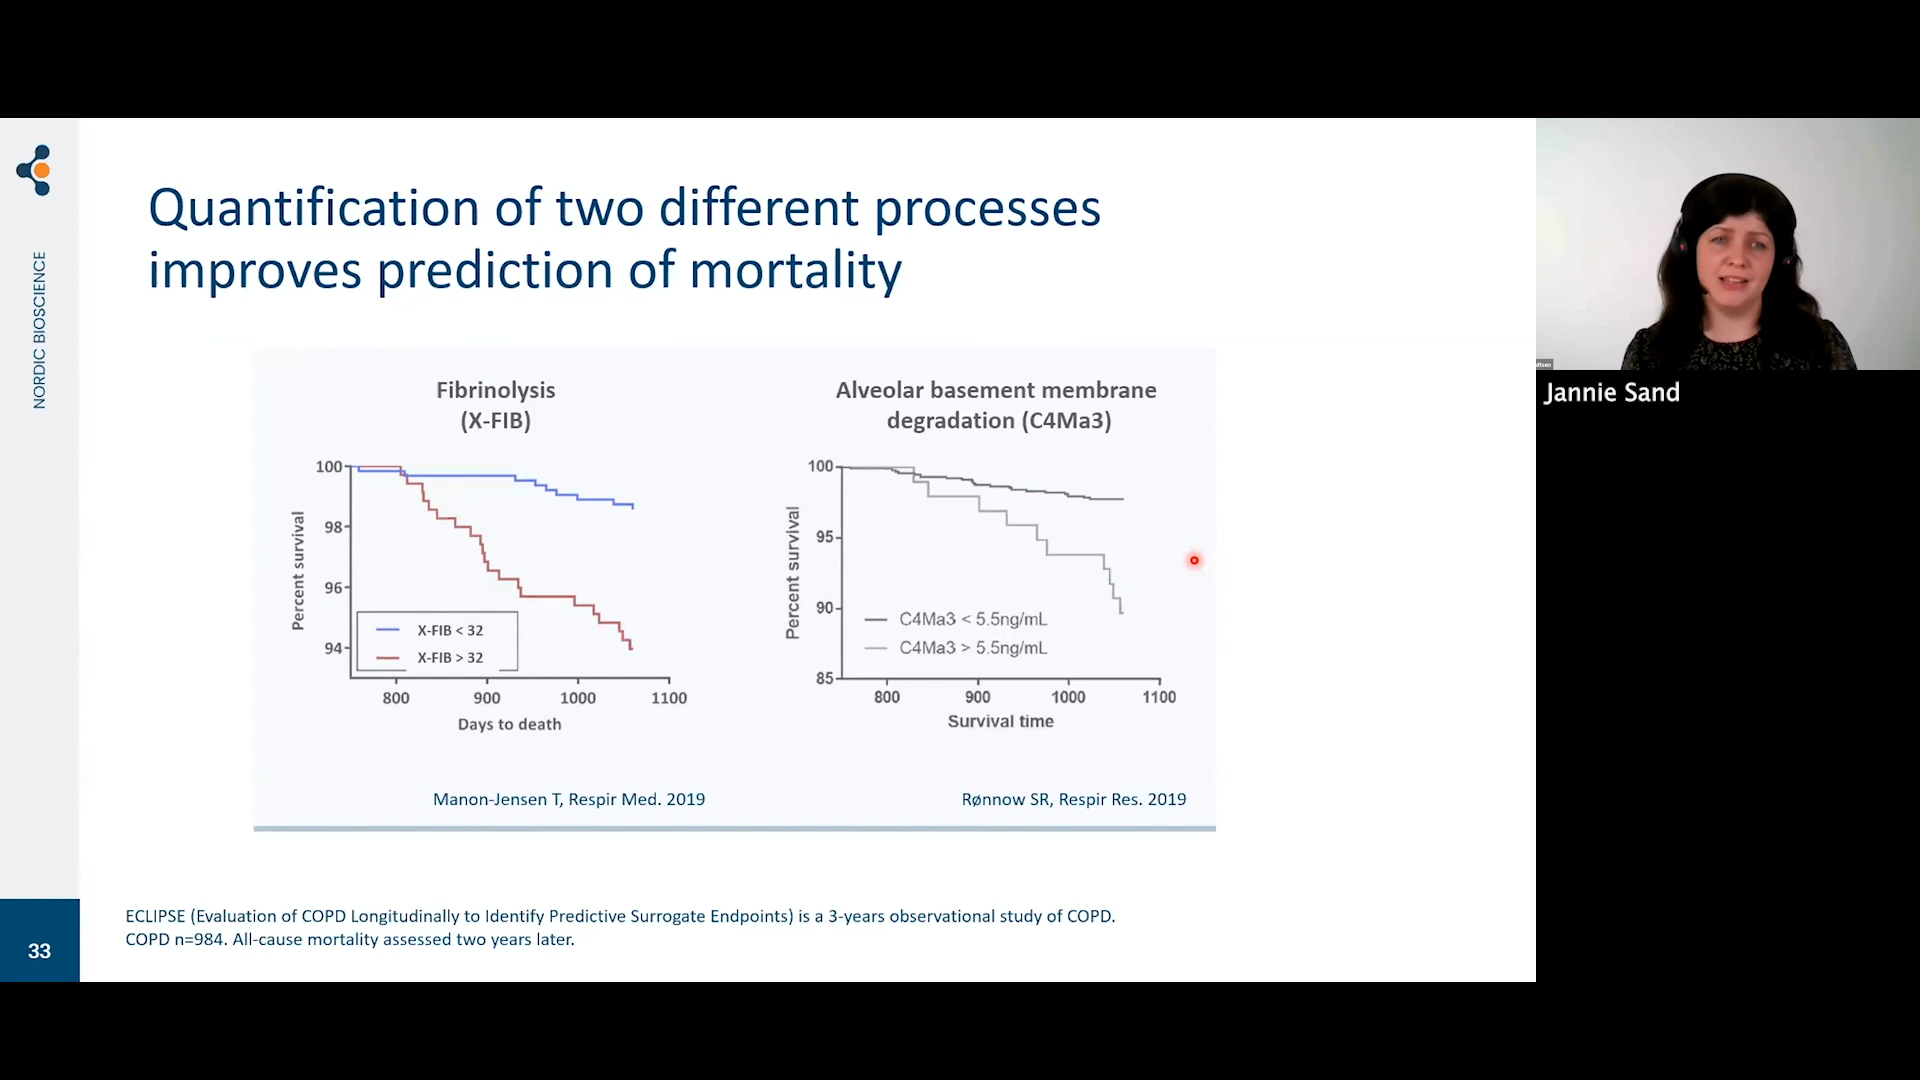 NORDIC BIOSCIENCE
Quantification of two different processes
improves prediction of mortality
Fibrinolysis
(X-FIB)
Percent survival
100
98
96
94
X-FIB < 32
X-FIB > 32
800 900 1000 1100
Days to death
Manon-Jensen T, Respir Med. 2019
Alveolar basement membrane
degradation (C4Ma3)
Percent survival
100
95
90
85
C4Ma3 < 5.5ng/mL
C4Ma3 > 5.5ng/mL
800 900 1000 1100
Survival time
Rønnow SR, Respir Res. 2019
ECLIPSE (Evaluation of COPD Longitudinally to Identify Predictive Surrogate Endpoints) is a 3-years observational study of COPD.
COPD n=984. All-cause mortality assessed two years later.
33
Jannie Sand